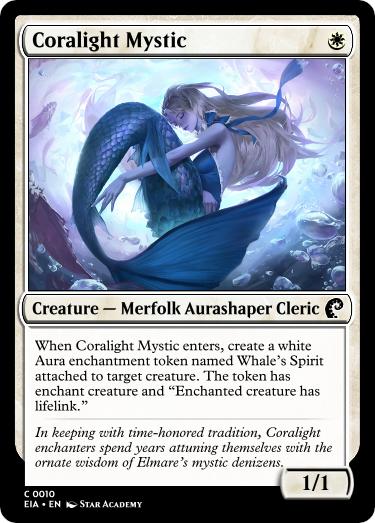 Coralight Mystic
Creature — Merfolk Aurashaper Cleric
When Coralight Mystic enters, create a white
Aura enchantment token named Whale's Spirit
attached to target creature. The token has
enchant creature and “Enchanted creature has
lifelink.”
In keeping with time-honored tradition, Coralight
enchanters spend years attuning themselves with the
ornate wisdom of Elmare's mystic denizens.
1/1
C 0010
EIA • EN Star Academy